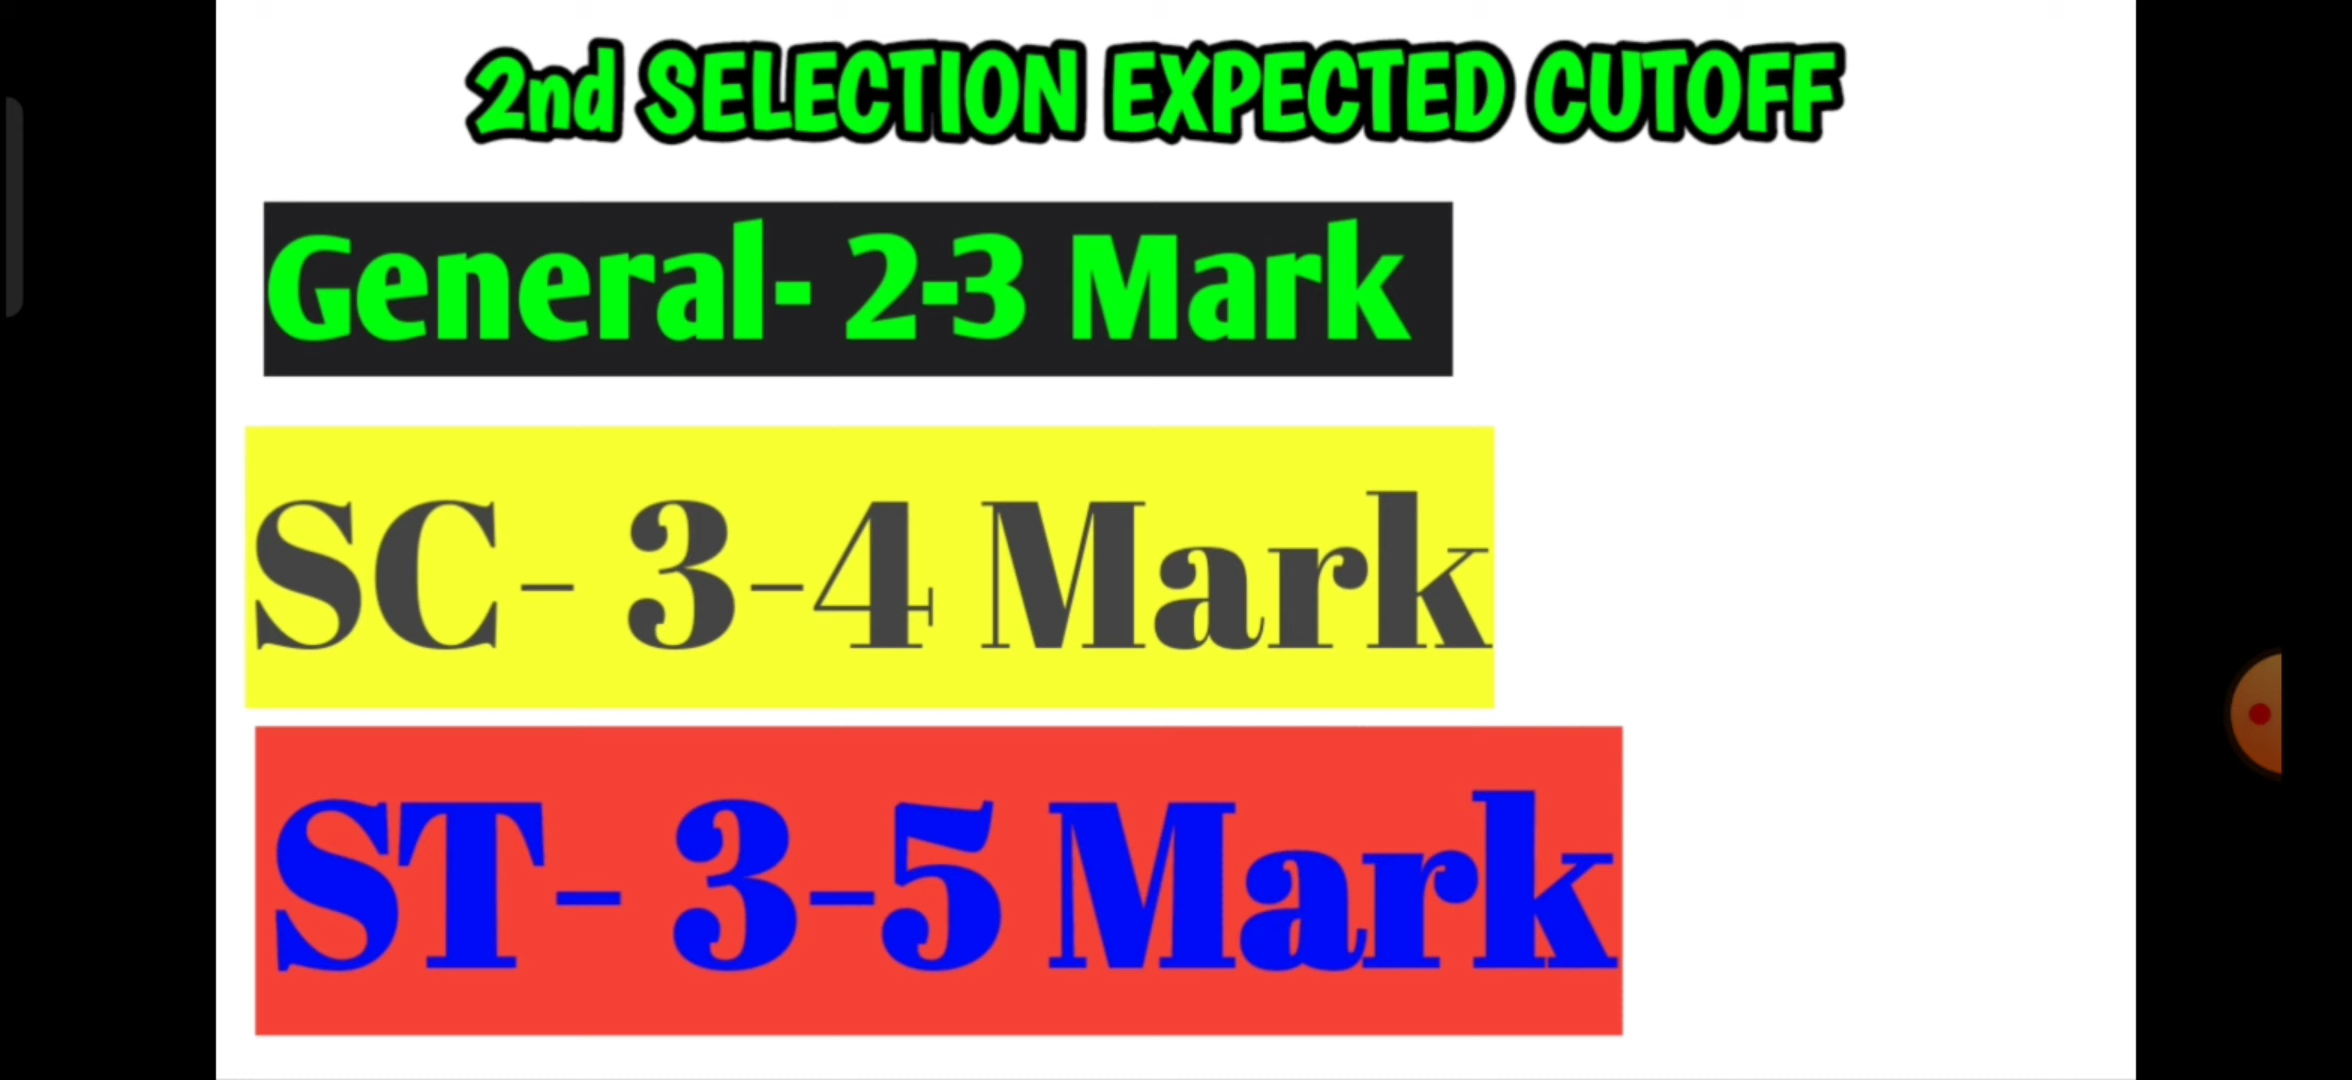 2nd SELECTION EXPECTED CUTOFF
General- 2-3 Mark
SC- 3-4 Mark
ST- 3-5 Mark